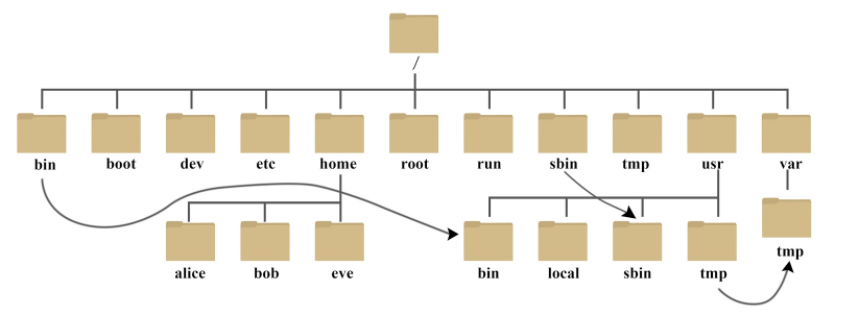 /
bin boot dev etc home root run sbin tmp usr var
tmp
alice bob eve bin local sbin tmp